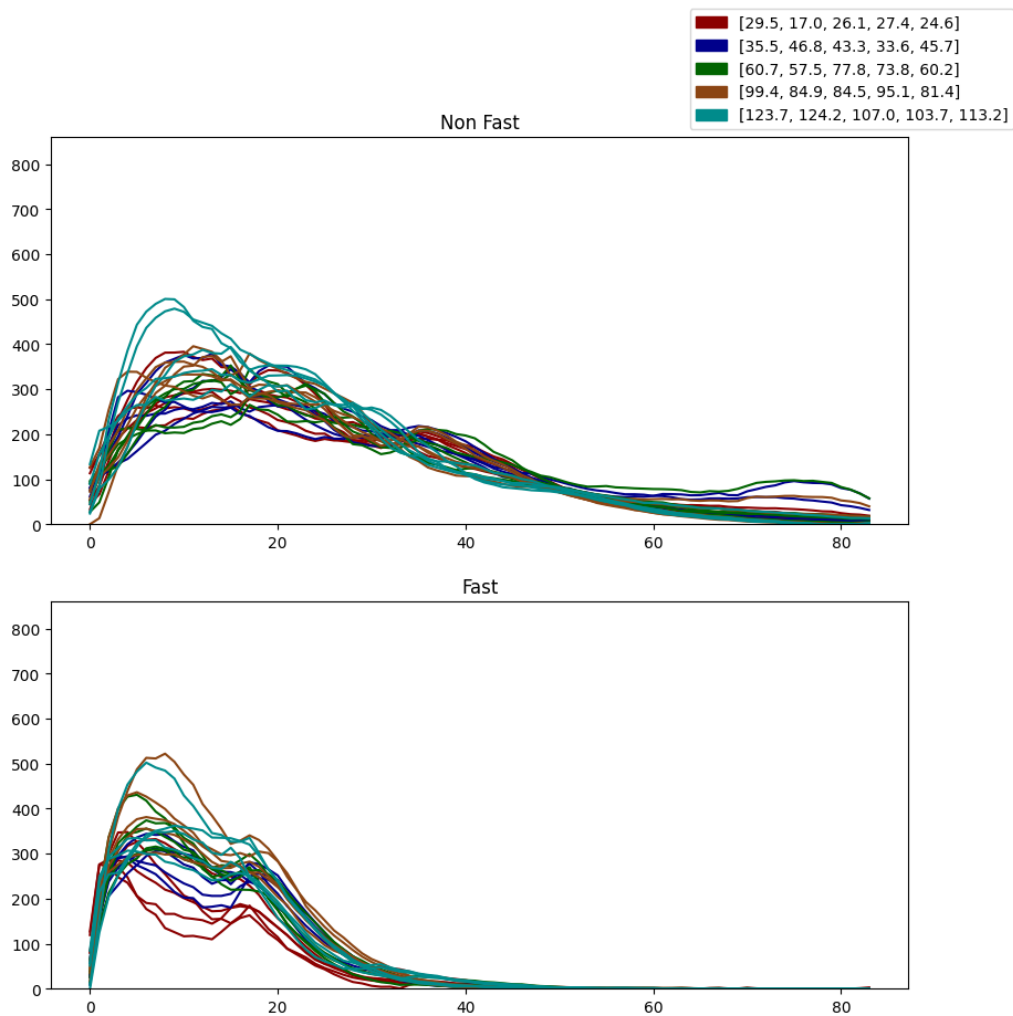 [29.5, 17.0, 26.1, 27.4, 24.6]
[35.5, 46.8, 43.3, 33.6, 45.7]
[60.7, 57.5, 77.8, 73.8, 60.2]
[99.4, 84.9, 84.5, 95.1, 81.4]
[123.7, 124.2, 107.0, 103.7, 113.2]
Non Fast
800
700
600
500
400
300
200
100
0
0 20 40 60 80
Fast
800
700
600
500
400
300
200
100
0
0 20 40 60 80